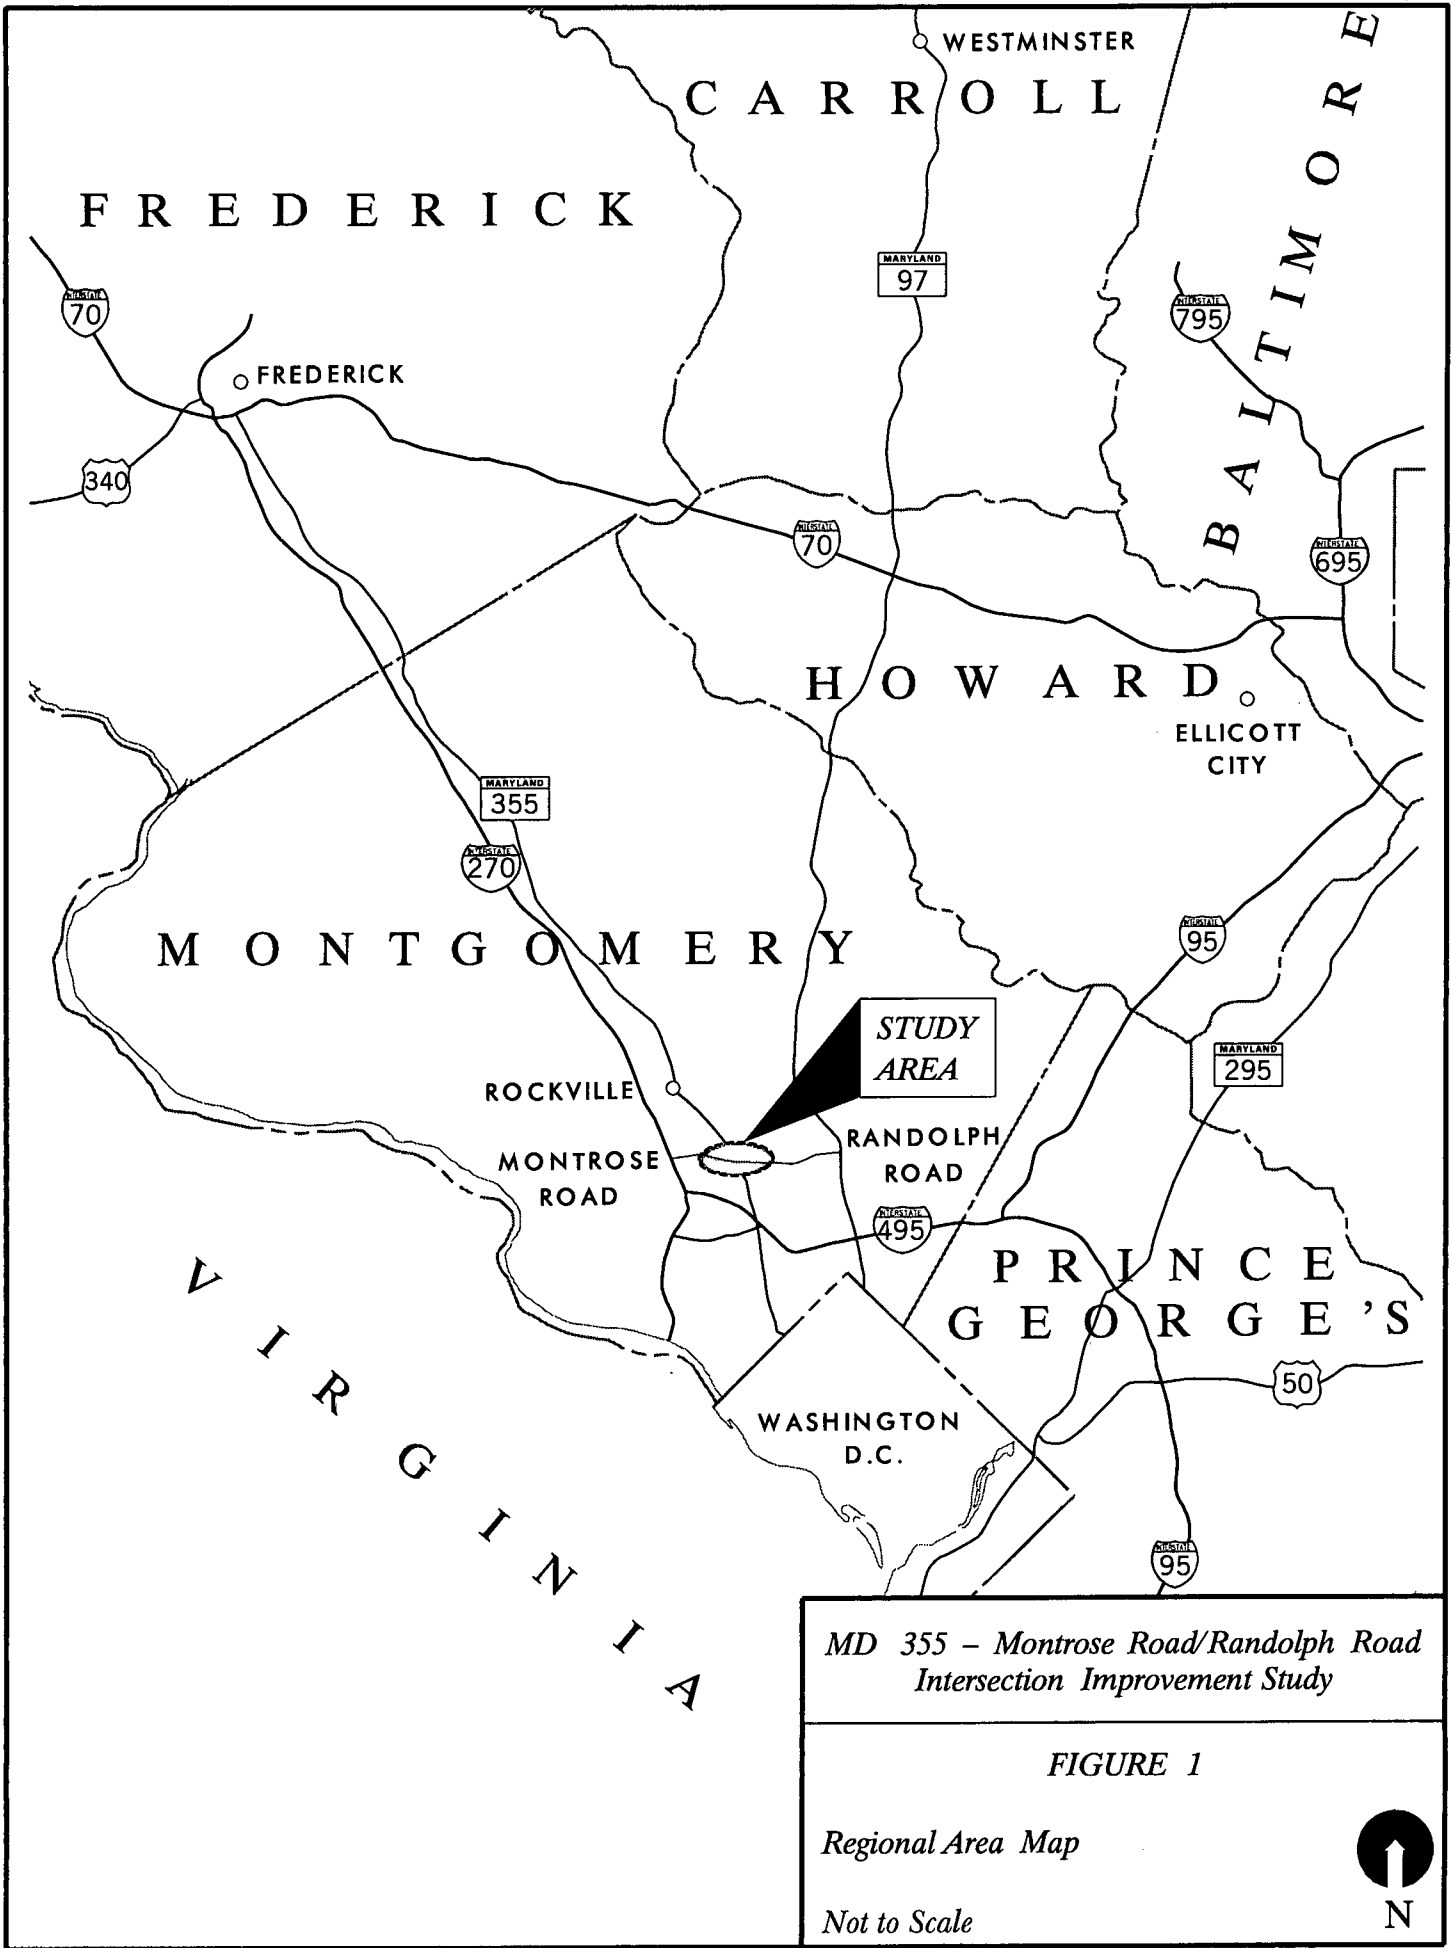 WESTMINSTER
CARROLL
BALTIMORE
FREDERICK
MARYLAND
97
INTERSTATE
70
INTERSTATE
795
FREDERICK
340
INTERSTATE
70
INTERSTATE
695
HOWARD
ELLICOTT
CITY
MARYLAND
355
INTERSTATE
270
MONTGOMERY
INTERSTATE
95
STUDY
AREA
MARYLAND
295
ROCKVILLE
RANDOLPH
ROAD
MONTROSE
ROAD
INTERSTATE
495
PRINCE
GEORGE'S
VIRGINIA
50
WASHINGTON
D.C.
INTERSTATE
95
MD 355 – Montrose Road/Randolph Road
Intersection Improvement Study
FIGURE 1
Regional Area Map
Not to Scale
N